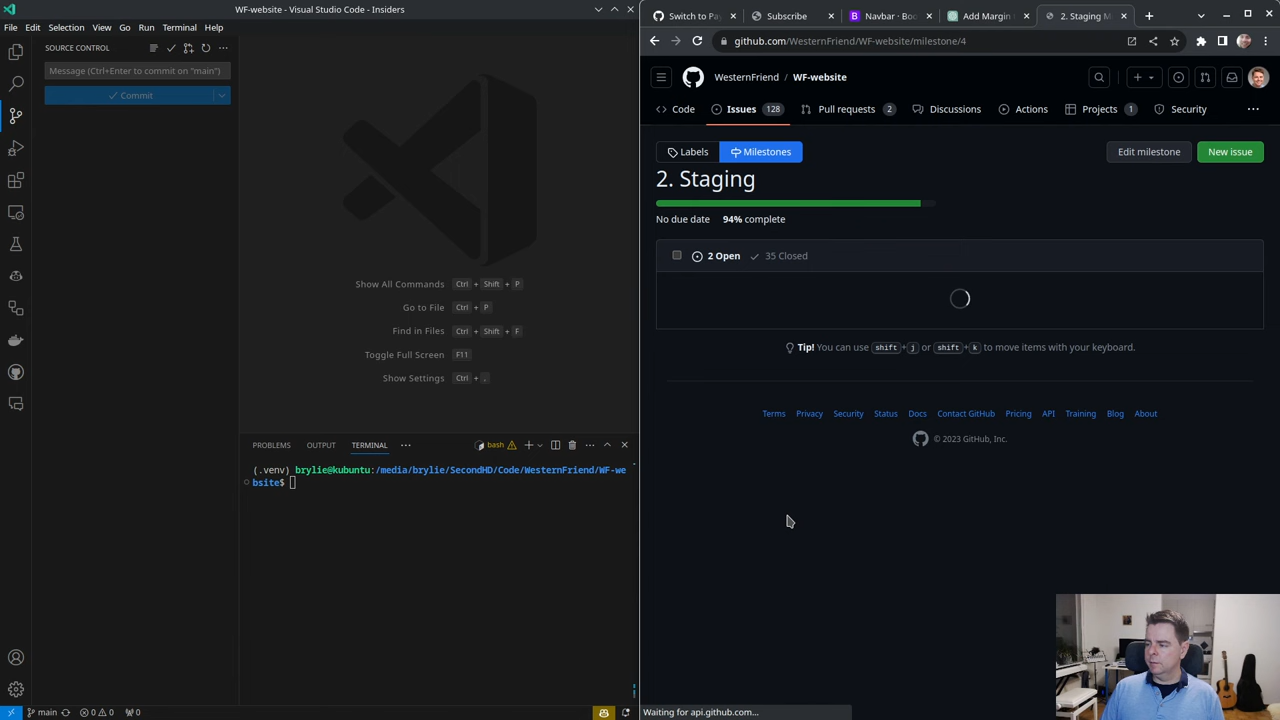 WF-website - Visual Studio Code - Insiders
File Edit Selection View Go Run Terminal
SOURCE CONTROL
Message (Ctrl+Enter to commit on "main")
Commit
Show All Commands Ctrl + Shift + P
Go to File Ctrl + P
Find in Files Ctrl + Shift + F
Toggle Full Screen F11
Show Settings Ctrl + ,
PROBLEMS OUTPUT TERMINAL
bash
(.venv) brylie@kubuntu:/media/brylie/SecondHD/Code/WesternFriend/WF-we
bsite$
main 0 0 0
Switch to Pay
Subscribe
Navbar · Boo
Add Margin
2. Staging M
github.com/WesternFriend/WF-website/milestone/4
WesternFriend / WF-website
Code Issues 128 Pull requests 2 Discussions Actions Projects 1 Security
Labels Milestones Edit milestone New issue
2. Staging
No due date 94% complete
2 Open 35 Closed
Tip! You can use shift+j or shift+k to move items with your keyboard.
Terms Privacy Security Status Docs Contact GitHub Pricing API Training Blog About
© 2023 GitHub, Inc.
Waiting for api.github.com...